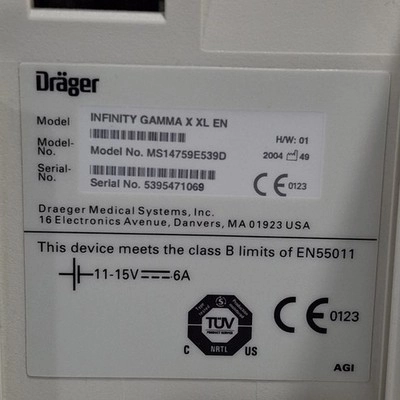 Dräger
Model INFINITY GAMMA X XL EN
H/W: 01
Model-No. Model No. MS14759E539D
2004 49
Serial-No. Serial No. 5395471069
CE 0123
Draeger Medical Systems, Inc.
16 Electronics Avenue, Danvers, MA 01923 USA
This device meets the class B limits of EN55011
11-15V 6A
TÜV
PRODUCT SERVICE
C NRTL US
CE 0123
AGI